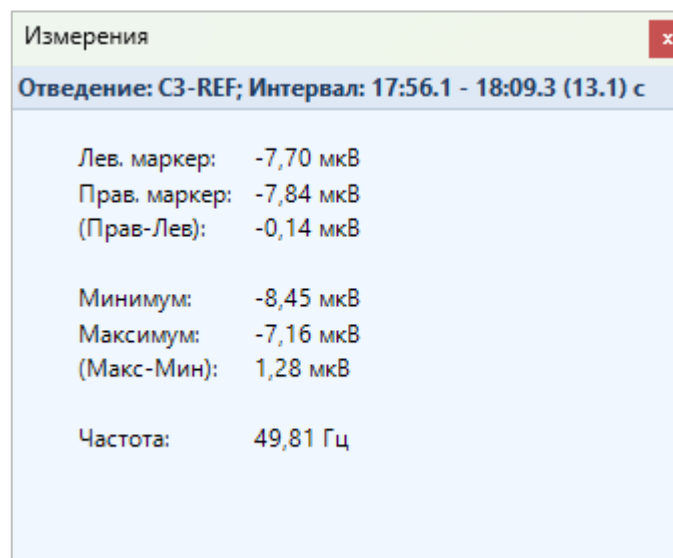 Измерения
x
Отведение: C3-REF; Интервал: 17:56.1 - 18:09.3 (13.1) с
Лев. маркер: -7,70 мкВ
Прав. маркер: -7,84 мкВ
(Прав-Лев): -0,14 мкВ
Минимум: -8,45 мкВ
Максимум: -7,16 мкВ
(Макс-Мин): 1,28 мкВ
Частота: 49,81 Гц